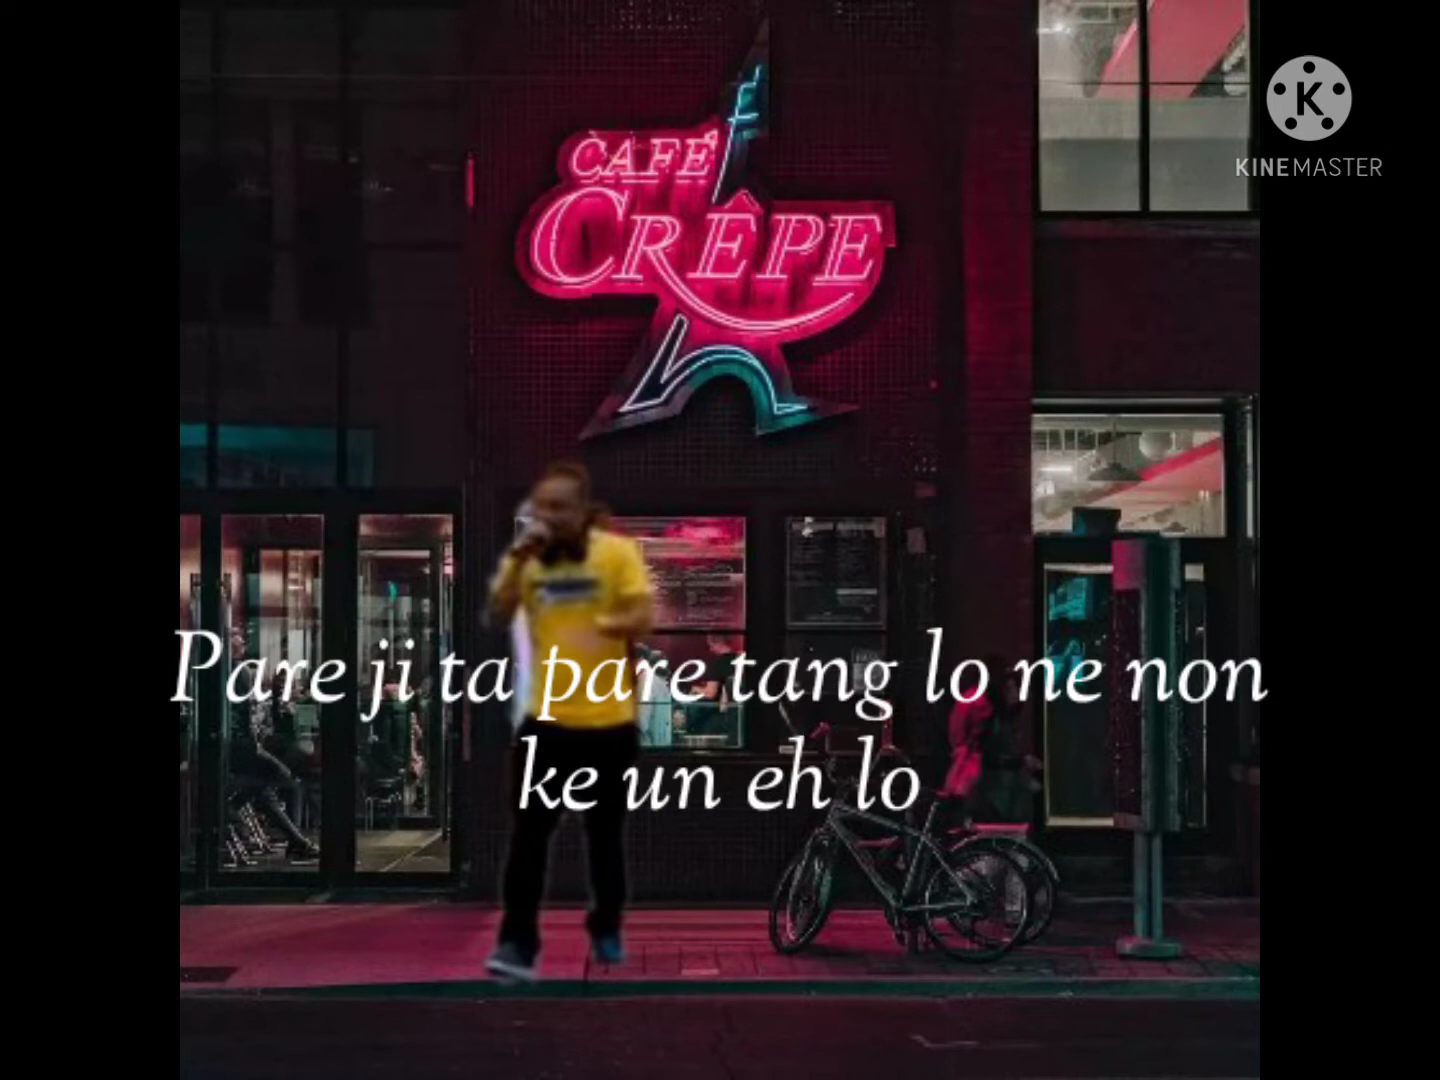 CAFÉ
CRÊPE
KINEMASTER
Pare ji ta pare tang lo ne non
ke un eh lo